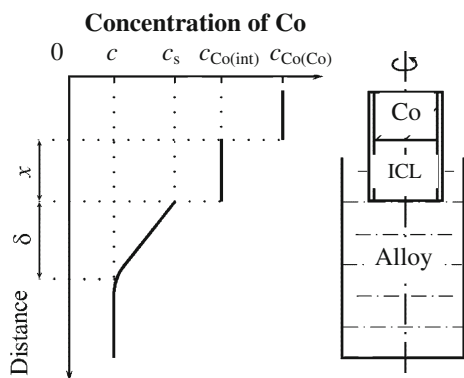 Concentration of Co
0 c cs cCo(int) cCo(Co)
x
δ
Distance
Co
ICL
Alloy